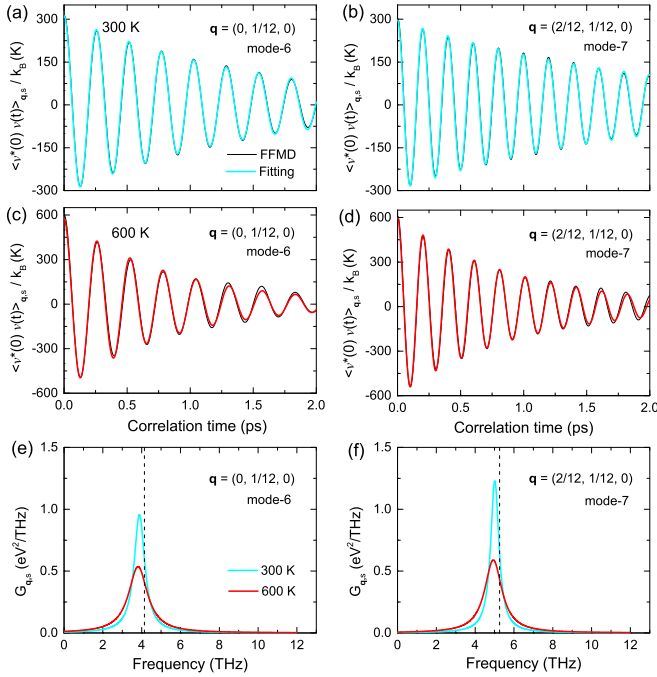 (a)
300 K
q = (0, 1/12, 0)
mode-6
<ν*(0) ν(t)>q,s / kB(K)
300
150
0
-150
-300
FFMD
Fitting
(b)
q = (2/12, 1/12, 0)
mode-7
<ν*(0) ν(t)>q,s / kB(K)
300
150
0
-150
-300
(c)
600 K
q = (0, 1/12, 0)
mode-6
<ν*(0) ν(t)>q,s / kB(K)
600
300
0
-300
-600
0.0 0.5 1.0 1.5 2.0
Correlation time (ps)
(d)
q = (2/12, 1/12, 0)
mode-7
<ν*(0) ν(t)>q,s / kB(K)
600
300
0
-300
-600
0.0 0.5 1.0 1.5 2.0
Correlation time (ps)
(e)
q = (0, 1/12, 0)
mode-6
Gq,s (eV²/THz)
1.5
1.0
0.5
0.0
300 K
600 K
0 2 4 6 8 10 12
Frequency (THz)
(f)
q = (2/12, 1/12, 0)
mode-7
Gq,s (eV²/THz)
1.5
1.0
0.5
0.0
0 2 4 6 8 10 12
Frequency (THz)